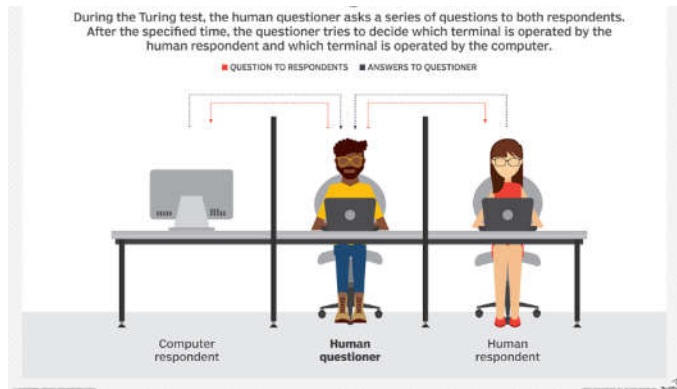 During the Turing test, the human questioner asks a series of questions to both respondents.
After the specified time, the questioner tries to decide which terminal is operated by the
human respondent and which terminal is operated by the computer.
QUESTION TO RESPONDENTS ANSWERS TO QUESTIONER
Computer respondent
Human questioner
Human respondent